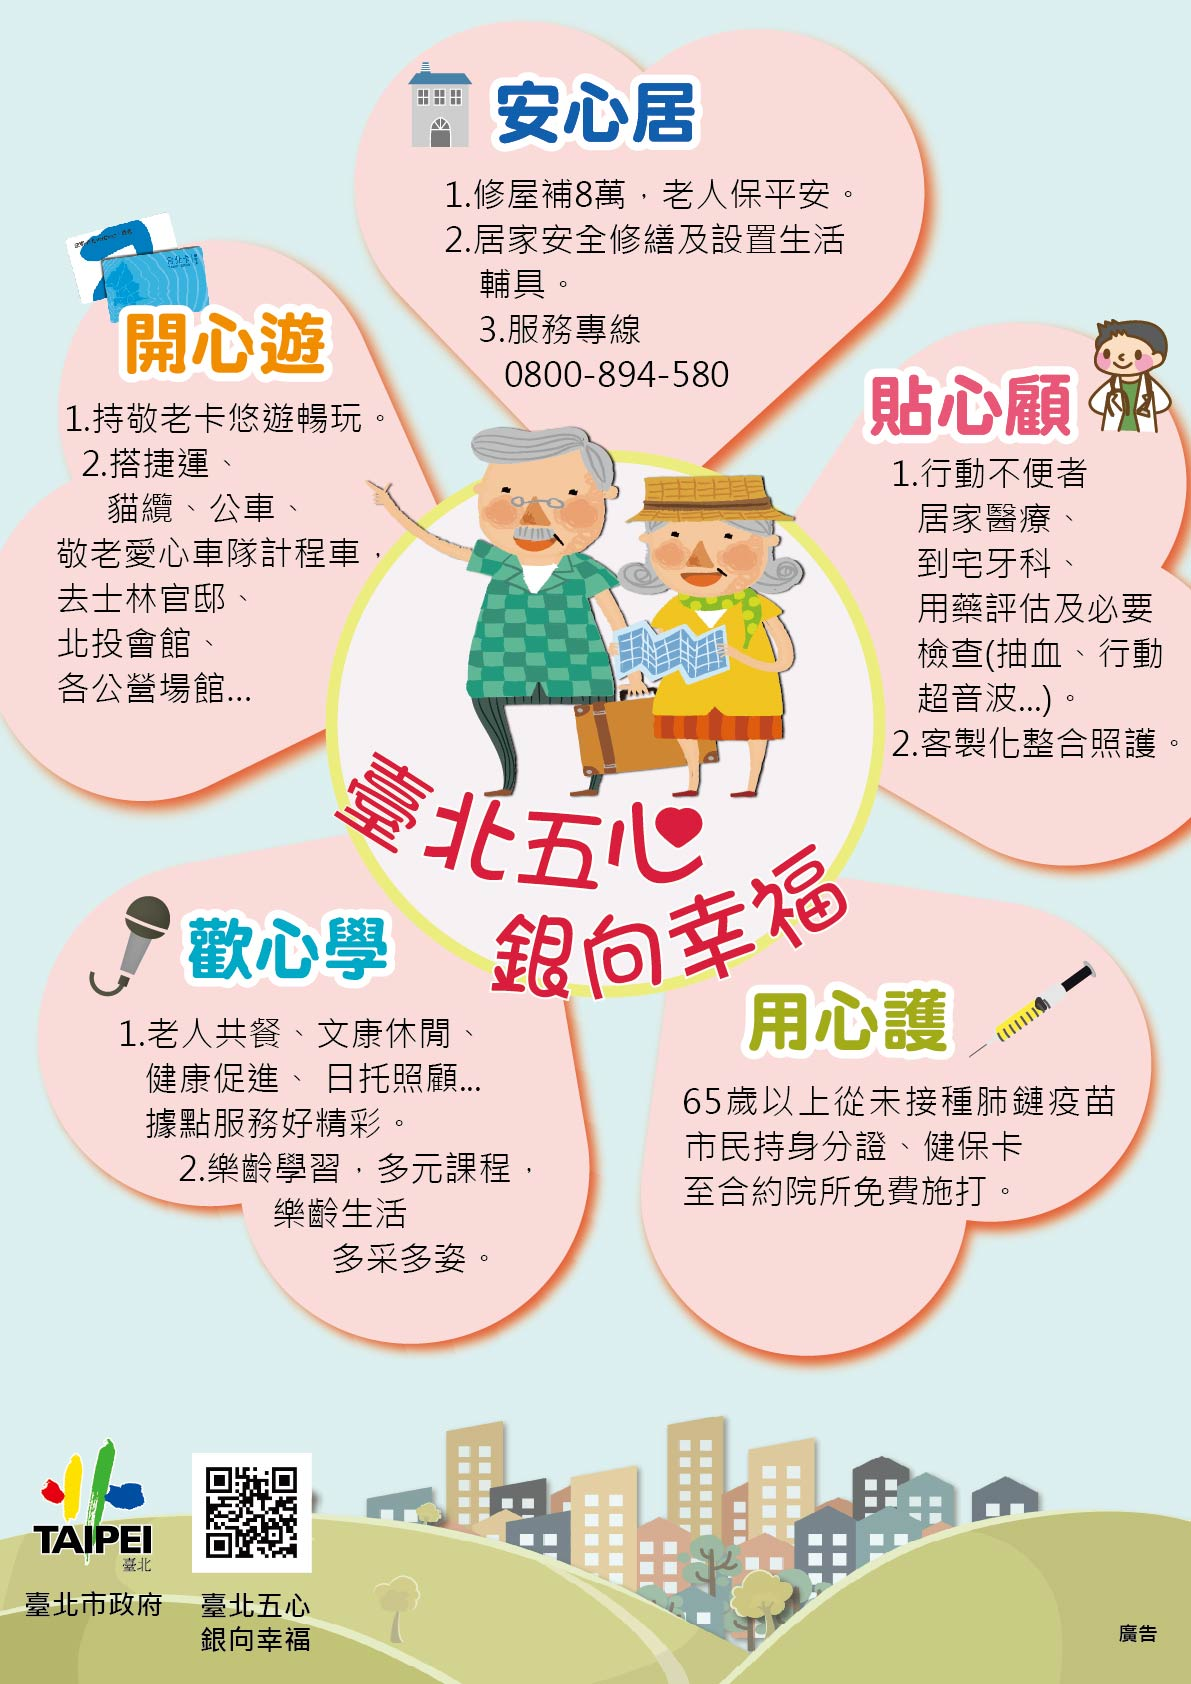 安心居
1.修屋補8萬，老人保平安。
2.居家安全修繕及設置生活
輔具。
3.服務專線
0800-894-580
開心遊
1.持敬老卡悠遊暢玩。
2.搭捷運、
貓纜、公車、
敬老愛心車隊計程車，
去士林官邸、
北投會館、
各公營場館...
貼心顧
1.行動不便者
居家醫療、
到宅牙科、
用藥評估及必要
檢查(抽血、行動
超音波...)。
2.客製化整合照護。
臺北五心
銀向幸福
歡心學
1.老人共餐、文康休閒、
健康促進、 日托照顧...
據點服務好精彩。
2.樂齡學習，多元課程，
樂齡生活
多采多姿。
用心護
65歲以上從未接種肺鏈疫苗
市民持身分證、健保卡
至合約院所免費施打。
TAIPEI
臺北
臺北市政府
臺北五心
銀向幸福
廣告